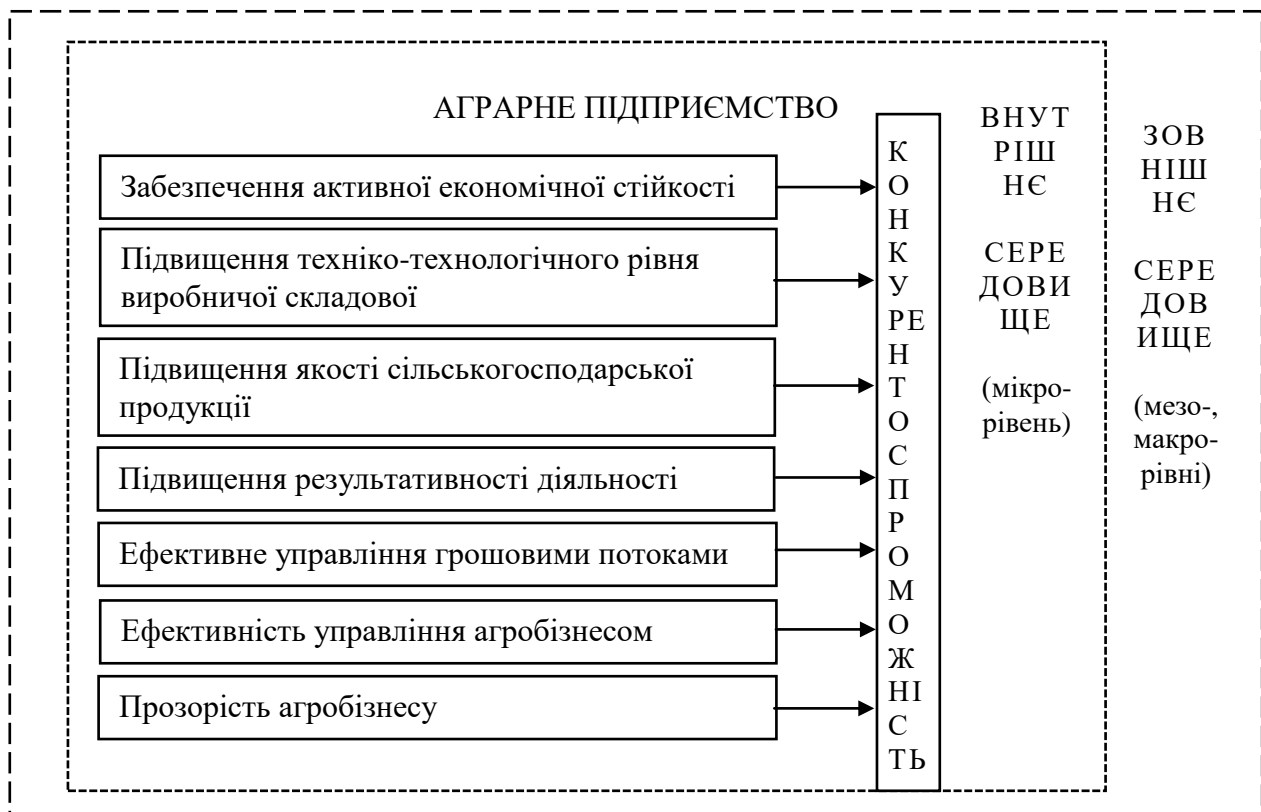 АГРАРНЕ ПІДПРИЄМСТВО
Забезпечення активної економічної стійкості
Підвищення техніко-технологічного рівня
виробничої складової
Підвищення якості сільськогосподарської
продукції
Підвищення результативності діяльності
Ефективне управління грошовими потоками
Ефективність управління агробізнесом
Прозорість агробізнесу
К
О
Н
К
У
РЕ
Н
Т
О
С
П
Р
О
М
О
Ж
НІ
С
ТЬ
ВНУТ
РІШ
НЄ
СЕРЕ
ДОВИ
ЩЕ
(мікро-
рівень)
ЗОВ
НІШ
НЄ
СЕРЕ
ДОВ
ИЩЕ
(мезо-,
макро-
рівні)